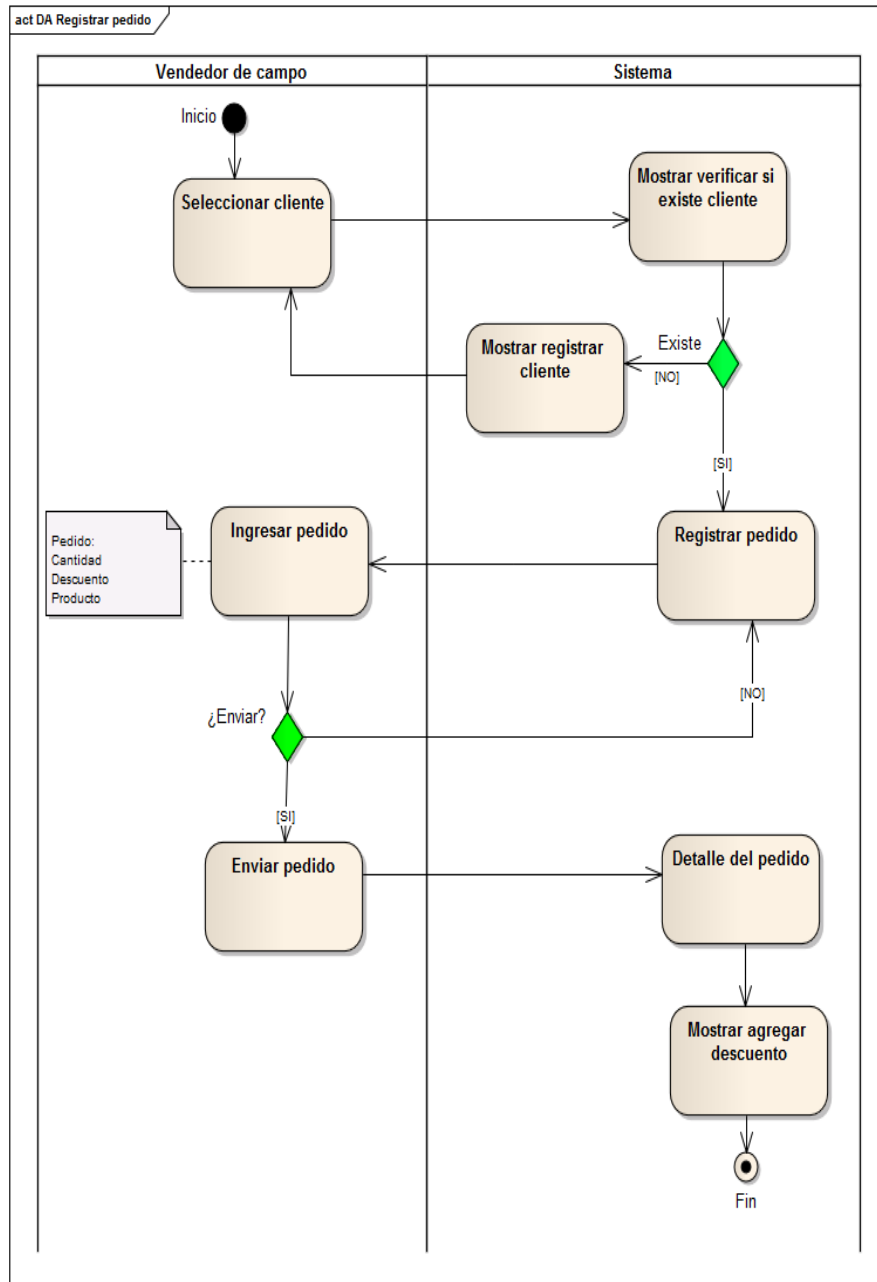 act DA Registrar pedido
Vendedor de campo
Sistema
Inicio
Seleccionar cliente
Mostrar verificar si
existe cliente
Existe
[NO]
Mostrar registrar
cliente
[SI]
Registrar pedido
Ingresar pedido
Pedido:
Cantidad
Descuento
Producto
[NO]
¿Enviar?
[SI]
Enviar pedido
Detalle del pedido
Mostrar agregar
descuento
Fin